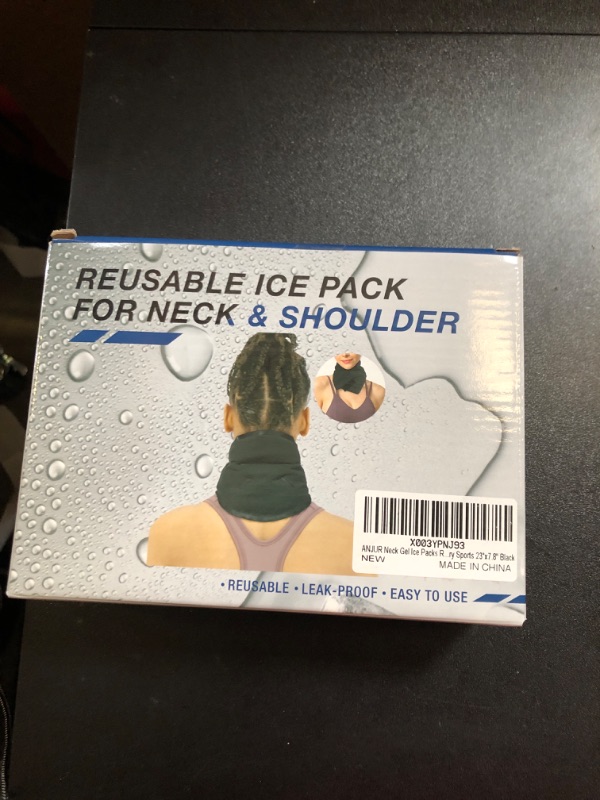 REUSABLE ICE PACK
FOR NECK & SHOULDER
X003YPNJ93
ANJUR Neck Gel Ice Packs R...ry Sports 23"x7.8" Black
NEW
MADE IN CHINA
• REUSABLE • LEAK-PROOF • EASY TO USE